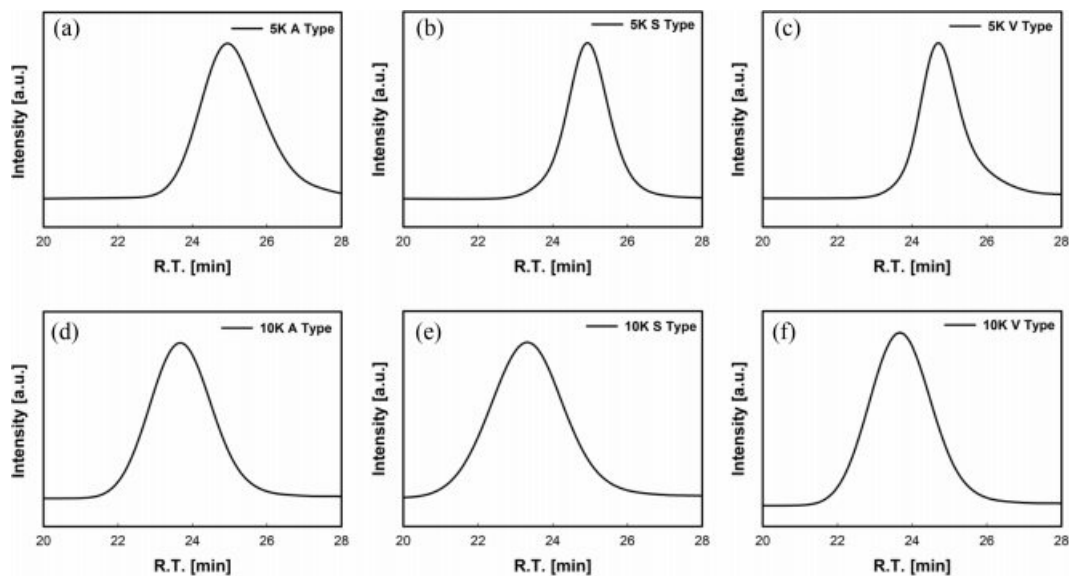 (a)
5K A Type
Intensity [a.u.]
20 22 24 26 28
R.T. [min]
(b)
5K S Type
Intensity [a.u.]
20 22 24 26 28
R.T. [min]
(c)
5K V Type
Intensity [a.u.]
20 22 24 26 28
R.T. [min]
(d)
10K A Type
Intensity [a.u.]
20 22 24 26 28
R.T. [min]
(e)
10K S Type
Intensity [a.u.]
20 22 24 26 28
R.T. [min]
(f)
10K V Type
Intensity [a.u.]
20 22 24 26 28
R.T. [min]